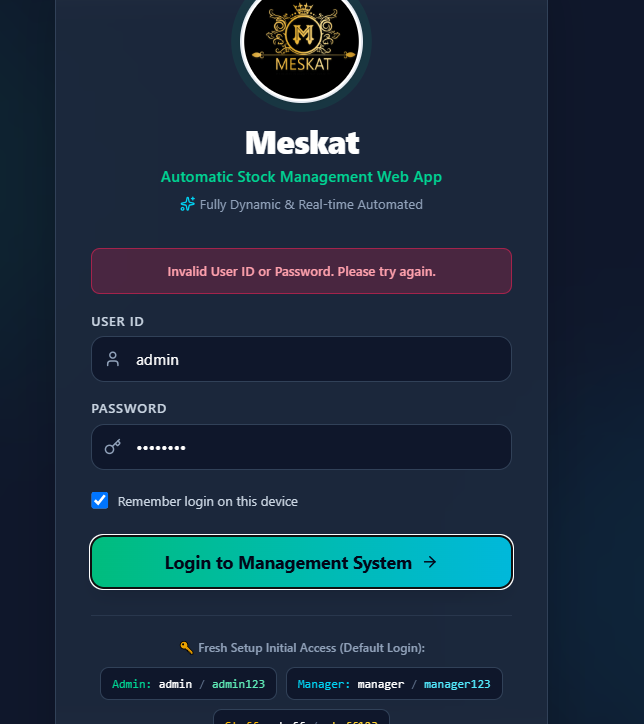 MESKAT
Meskat
Automatic Stock Management Web App
Fully Dynamic & Real-time Automated
Invalid User ID or Password. Please try again.
USER ID
admin
PASSWORD
••••••••
Remember login on this device
Login to Management System →
🔑 Fresh Setup Initial Access (Default Login):
Admin: admin / admin123
Manager: manager / manager123